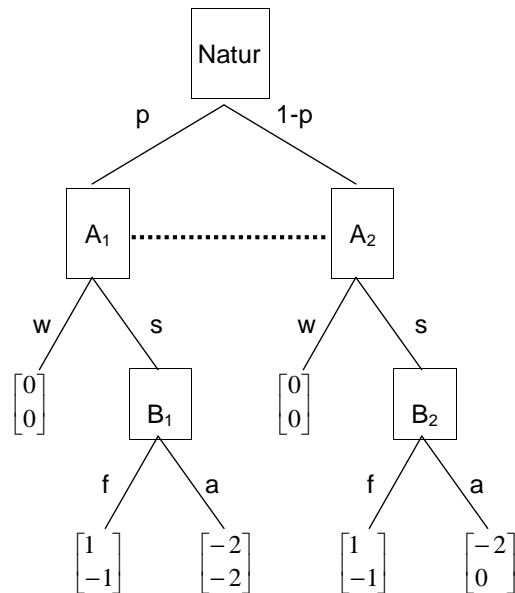 Natur
p 1-p
A₁ A₂
w s w s
[0 0] B₁ [0 0] B₂
f a f a
[1 -1] [-2 -2] [1 -1] [-2 0]